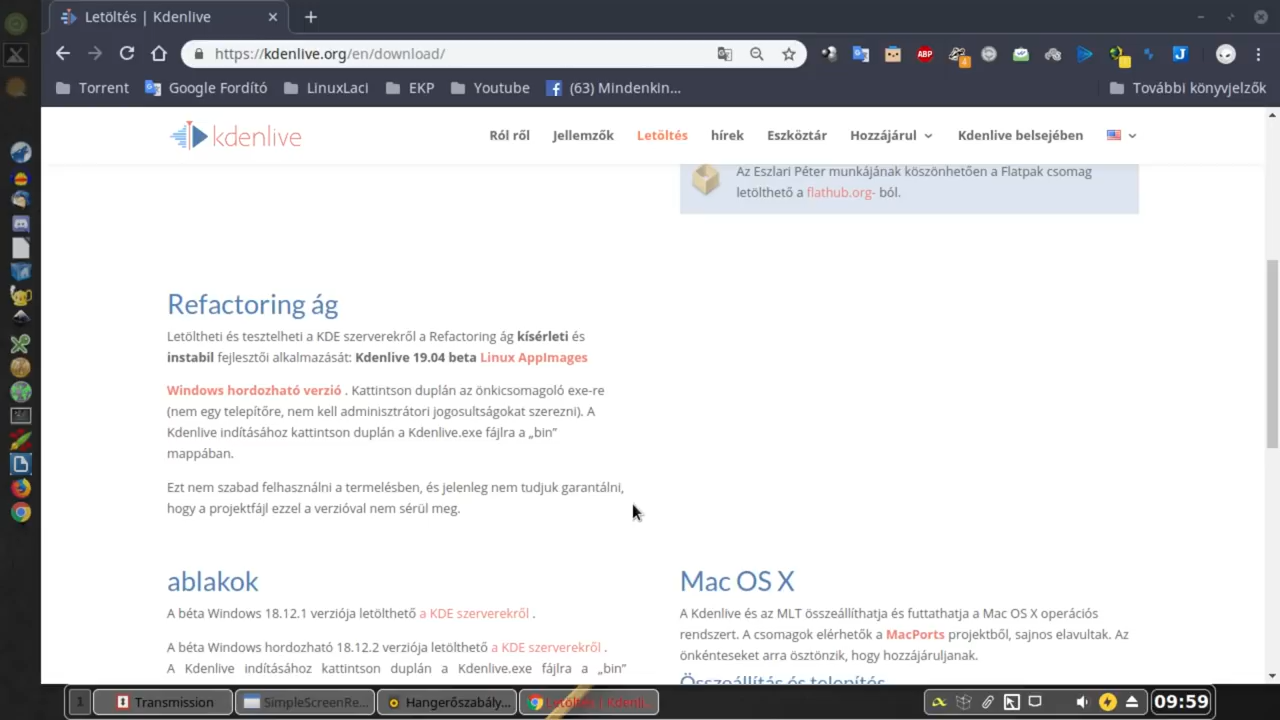 Letöltés | Kdenlive
https://kdenlive.org/en/download/
ABP
4
J
Torrent
Google Fordító
LinuxLaci
EKP
Youtube
(63) Mindenkin...
További könyvjelzők
kdenlive
Ról ről
Jellemzők
Letöltés
hírek
Eszköztár
Hozzájárul
Kdenlive belsejében
Az Eszlari Péter munkájának köszönhetően a Flatpak csomag
letölthető a flathub.org- ból.
Refactoring ág
Letöltheti és tesztelheti a KDE szerverekről a Refactoring ág kísérleti és
instabil fejlesztői alkalmazását: Kdenlive 19.04 beta Linux AppImages
Windows hordozható verzió . Kattintson duplán az önkicsomagoló exe-re
(nem egy telepítőre, nem kell adminisztrátori jogosultságokat szerezni). A
Kdenlive indításához kattintson duplán a Kdenlive.exe fájlra a „bin”
mappában.
Ezt nem szabad felhasználni a termelésben, és jelenleg nem tudjuk garantálni,
hogy a projektfájl ezzel a verzióval nem sérül meg.
ablakok
A béta Windows 18.12.1 verziója letölthető a KDE szerverekről .
A béta Windows hordozható 18.12.2 verziója letölthető a KDE szerverekről .
A Kdenlive indításához kattintson duplán a Kdenlive.exe fájlra a „bin”
Mac OS X
A Kdenlive és az MLT összeállíthatja és futtathatja a Mac OS X operációs
rendszert. A csomagok elérhetők a MacPorts projektből, sajnos elavultak. Az
önkénteseket arra ösztönzik, hogy hozzájáruljanak.
Összeállítás és telepítés
1
Transmission
SimpleScreenRe...
Hangerőszabály...
Letöltés | Kdenli...
09:59